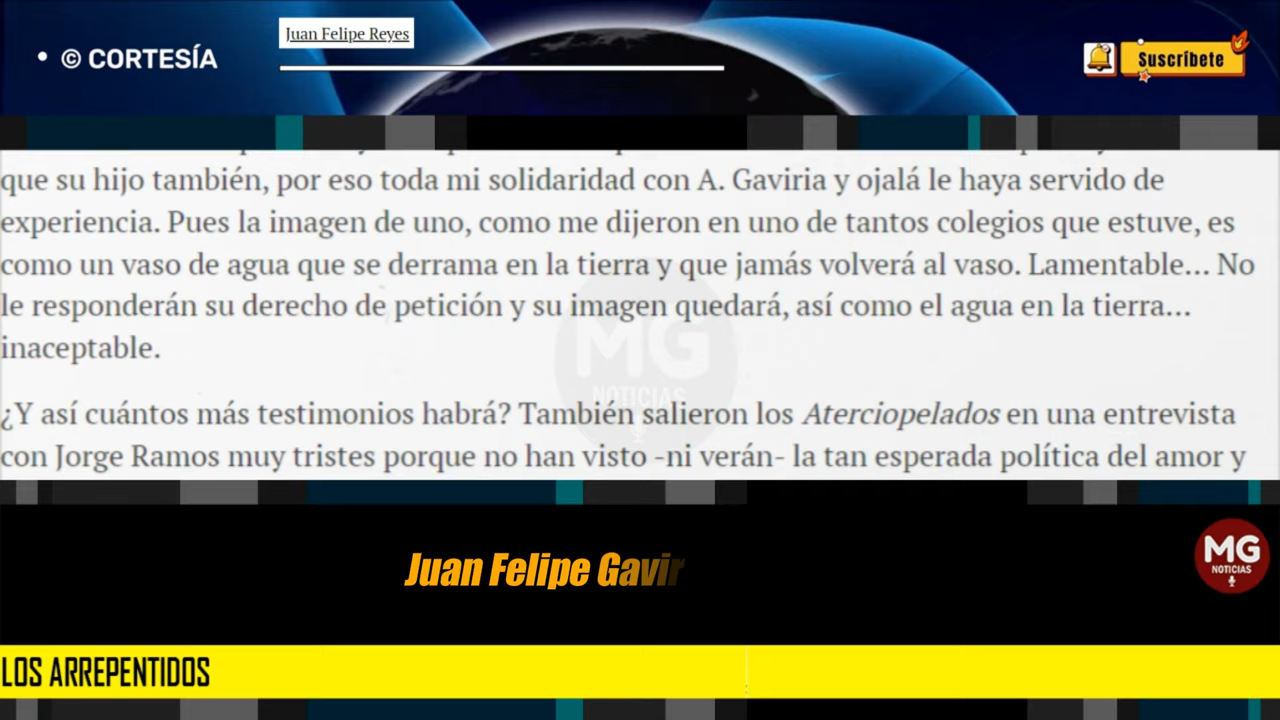 Juan Felipe Reyes
• © CORTESÍA
Suscríbete
que su hijo también, por eso toda mi solidaridad con A. Gaviria y ojalá le haya servido de
experiencia. Pues la imagen de uno, como me dijeron en uno de tantos colegios que estuve, es
como un vaso de agua que se derrama en la tierra y que jamás volverá al vaso. Lamentable... No
le responderán su derecho de petición y su imagen quedará, así como el agua en la tierra...
inaceptable.
¿Y así cuántos más testimonios habrá? También salieron los Aterciopelados en una entrevista
con Jorge Ramos muy tristes porque no han visto -ni verán- la tan esperada política del amor y
MG
NOTICIAS
Juan Felipe Gavir
MG
NOTICIAS
LOS ARREPENTIDOS